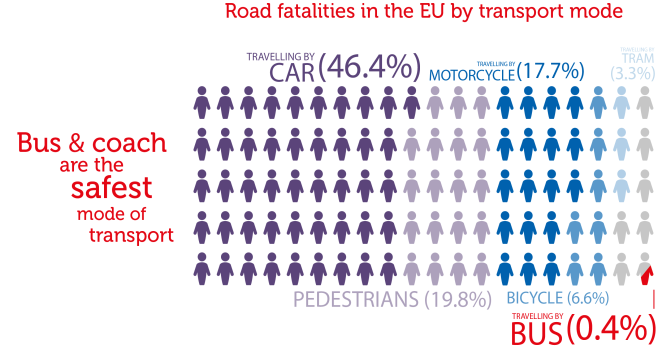 Road fatalities in the EU by transport mode
TRAVELLING BY
CAR (46.4%)
TRAVELLING BY
MOTORCYCLE (17.7%)
TRAVELLING BY
TRAM
(3.3%)
Bus & coach
are the
safest
mode of
transport
PEDESTRIANS (19.8%)
BICYCLE (6.6%)
TRAVELLING BY
BUS (0.4%)